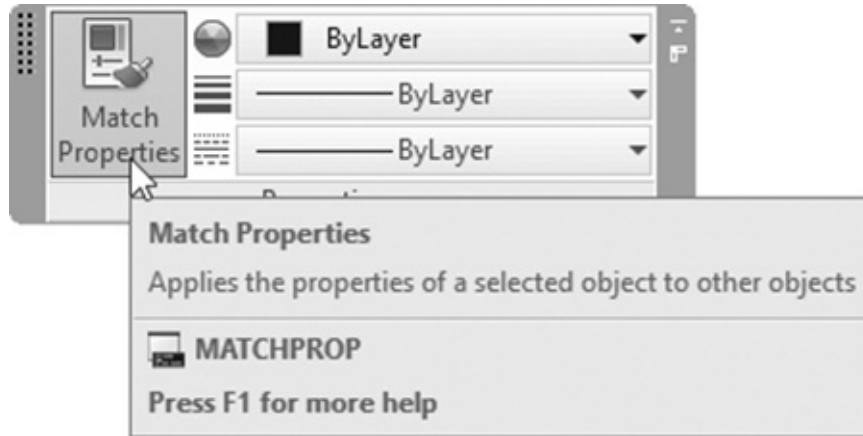 Match
Properties
ByLayer
ByLayer
ByLayer
Match Properties
Applies the properties of a selected object to other objects
MATCHPROP
Press F1 for more help